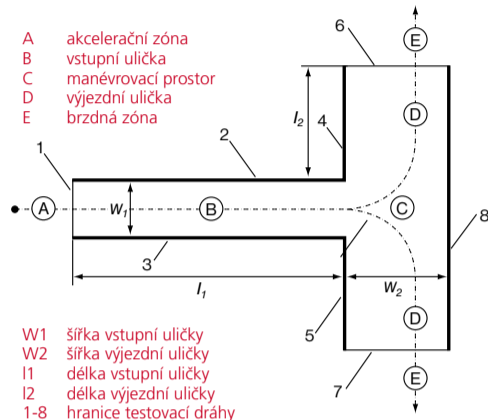 A akcelerační zóna
B vstupní ulička
C manévrovací prostor
D výjezdní ulička
E brzdná zóna
E
6
D
l2
4
2
1
A
W1
B
C
8
3
l1
W2
5
D
7
E
W1 šířka vstupní uličky
W2 šířka výjezdní uličky
l1 délka vstupní uličky
l2 délka výjezdní uličky
1-8 hranice testovací dráhy